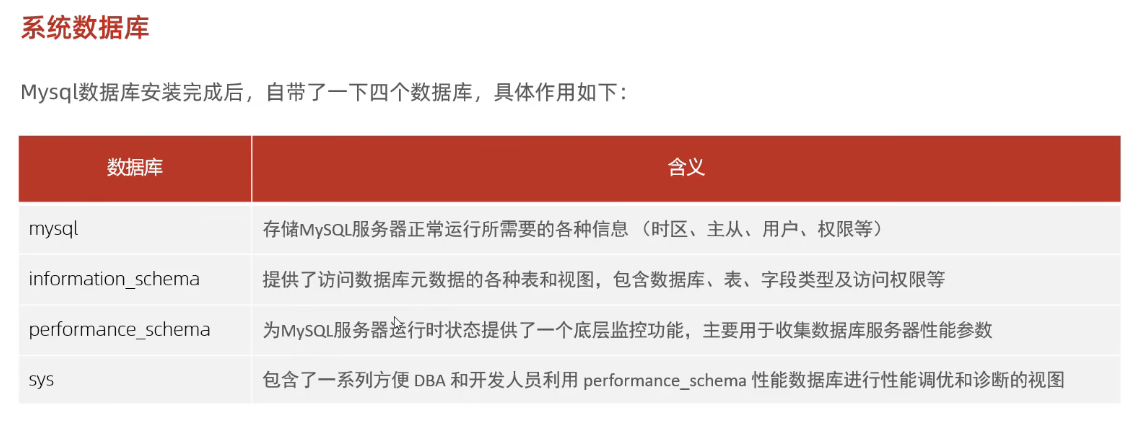 系统数据库
Mysql数据库安装完成后，自带了一下四个数据库，具体作用如下：
数据库 含义
mysql 存储MySQL服务器正常运行所需要的各种信息 （时区、主从、用户、权限等）
information_schema 提供了访问数据库元数据的各种表和视图，包含数据库、表、字段类型及访问权限等
performance_schema 为MySQL服务器运行时状态提供了一个底层监控功能，主要用于收集数据库服务器性能参数
sys 包含了一系列方便 DBA 和开发人员利用 performance_schema 性能数据库进行性能调优和诊断的视图